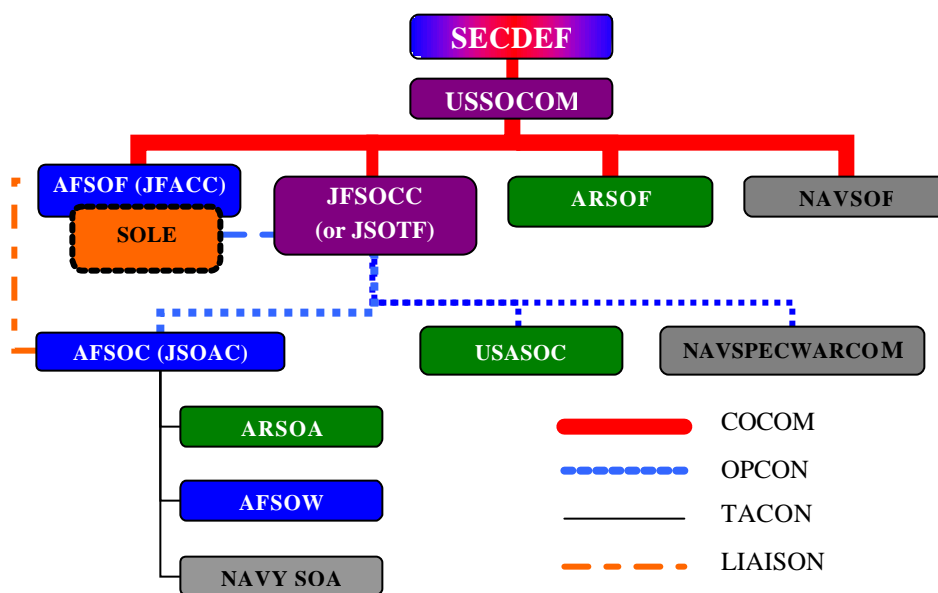 SECDEF
USSOCOM
AFSOF (JFACC)
SOLE
JFSOCC
(or JSOTF)
ARSOF
NAVSOF
AFSOC (JSOAC)
USASOC
NAVSPECWARCOM
ARSOA
AFSOW
NAVY SOA
COCOM
OPCON
TACON
LIAISON